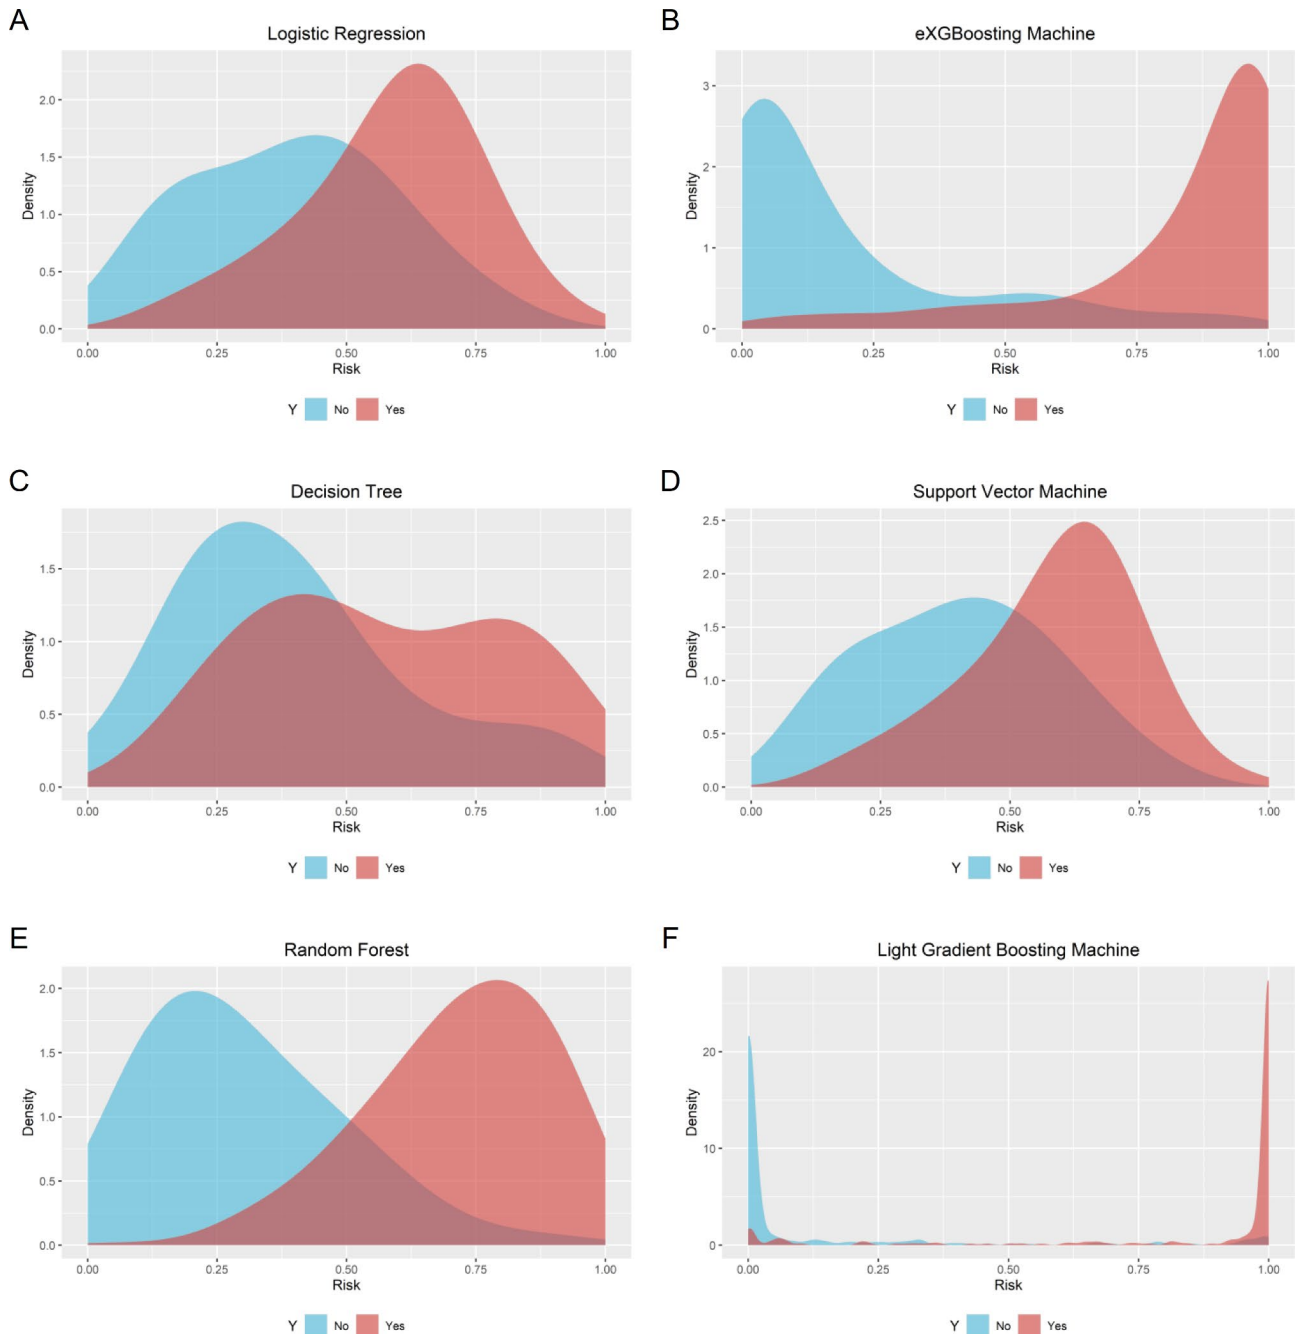 A
Logistic Regression
2.0
1.5
1.0
0.5
0.0
Density
0.00 0.25 0.50 0.75 1.00
Risk
Y No Yes
B
eXGBoosting Machine
3
2
1
0
Density
0.00 0.25 0.50 0.75 1.00
Risk
Y No Yes
C
Decision Tree
1.5
1.0
0.5
0.0
Density
0.00 0.25 0.50 0.75 1.00
Risk
Y No Yes
D
Support Vector Machine
2.5
2.0
1.5
1.0
0.5
0.0
Density
0.00 0.25 0.50 0.75 1.00
Risk
Y No Yes
E
Random Forest
2.0
1.5
1.0
0.5
0.0
Density
0.00 0.25 0.50 0.75 1.00
Risk
Y No Yes
F
Light Gradient Boosting Machine
20
10
0
Density
0.00 0.25 0.50 0.75 1.00
Risk
Y No Yes